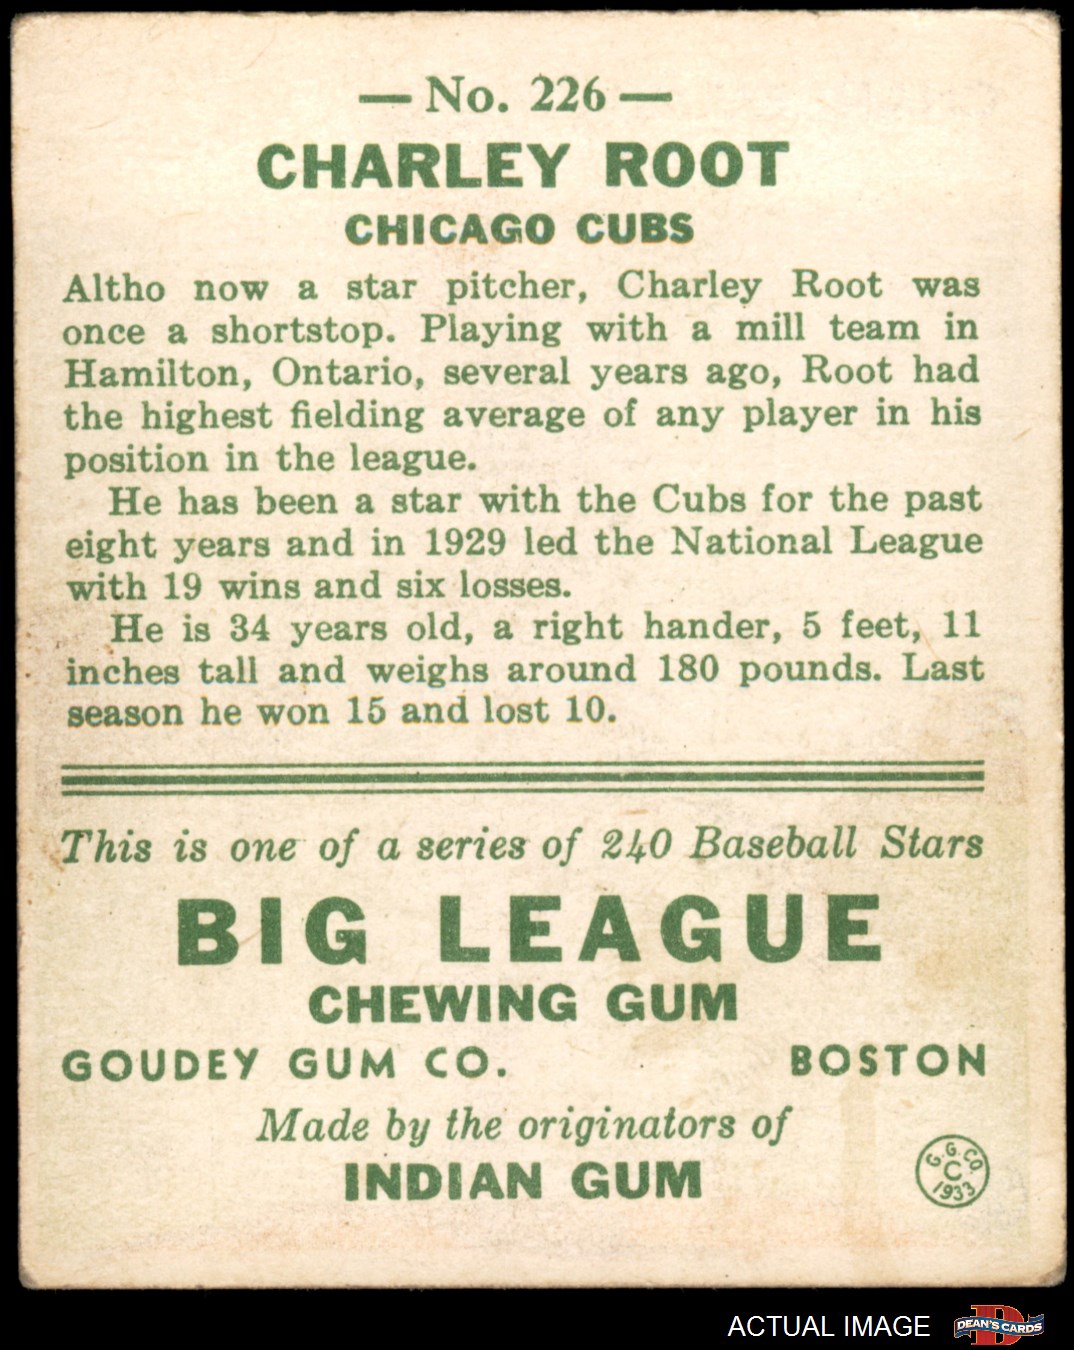 — No. 226 —
CHARLEY ROOT
CHICAGO CUBS
Altho now a star pitcher, Charley Root was
once a shortstop. Playing with a mill team in
Hamilton, Ontario, several years ago, Root had
the highest fielding average of any player in his
position in the league.
He has been a star with the Cubs for the past
eight years and in 1929 led the National League
with 19 wins and six losses.
He is 34 years old, a right hander, 5 feet, 11
inches tall and weighs around 180 pounds. Last
season he won 15 and lost 10.
This is one of a series of 240 Baseball Stars
BIG LEAGUE
CHEWING GUM
GOUDEY GUM CO. BOSTON
Made by the originators of
INDIAN GUM
G. G. CO.
C
1933
ACTUAL IMAGE
D
DEAN'S CARDS